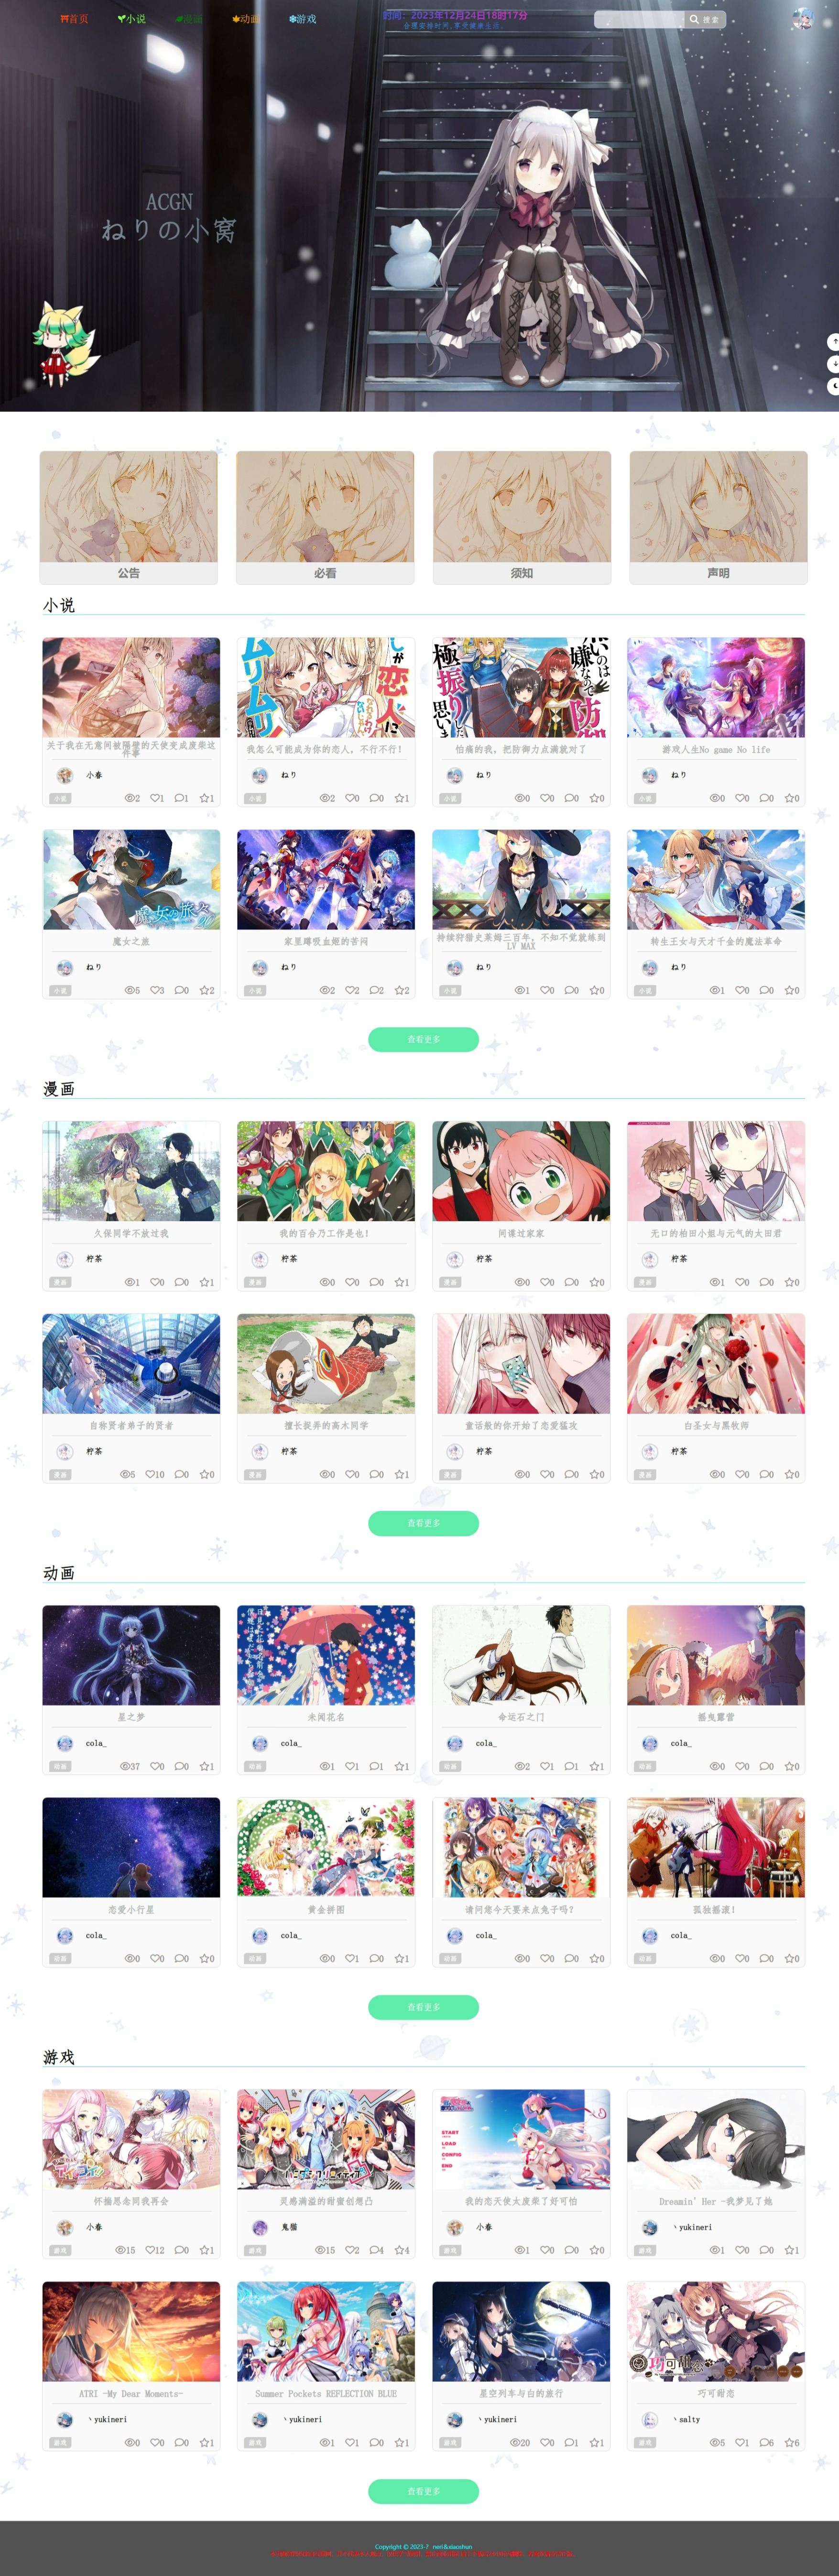 首页 小说 漫画 动画 游戏
时间: 2023年12月24日18时17分
合理安排时间,享受健康生活。
搜索
ACGN
ねりの小窝
公告 必看 须知 声明
小说
关于我在无意间被隔壁的天使变成废柴这件事
小春
小说 2 1 1 1
我怎么可能成为你的恋人,不行不行!
ねり
小说 2 0 0 1
怕痛的我,把防御力点满就对了
ねり
小说 0 0 0 0
游戏人生No game No life
ねり
小说 0 0 0 0
魔女之旅
ねり
小说 5 3 0 2
家里蹲吸血姬的苦闷
ねり
小说 2 2 2 2
持续狩猎史莱姆三百年,不知不觉就练到LV MAX
ねり
小说 1 0 0 0
转生王女与天才千金的魔法革命
ねり
小说 1 0 0 0
查看更多
漫画
久保同学不放过我
柠茶
漫画 1 0 0 1
我的百合乃工作是也!
柠茶
漫画 0 0 0 1
间谍过家家
柠茶
漫画 0 0 0 0
无口的柏田小姐与元气的大田君
柠茶
漫画 1 0 0 0
自称贤者弟子的贤者
柠茶
漫画 5 10 0 0
擅长捉弄的高木同学
柠茶
漫画 0 0 0 1
童话般的你开始了恋爱猛攻
柠茶
漫画 0 0 0 0
白圣女与黑牧师
柠茶
漫画 0 0 0 0
查看更多
动画
星之梦
cola_
动画 37 0 0 1
未闻花名
cola_
动画 1 1 1 1
命运石之门
cola_
动画 2 1 1 1
摇曳露营
cola_
动画 0 0 0 0
恋爱小行星
cola_
动画 0 0 0 0
黄金拼图
cola_
动画 0 1 0 1
请问您今天要来点兔子吗?
cola_
动画 0 0 0 0
孤独摇滚!
cola_
动画 0 0 0 0
查看更多
游戏
怀揣思念同我再会
小春
游戏 15 12 0 1
灵感满溢的甜蜜创想凸
鬼猫
游戏 15 2 4 4
START
LOAD
CONFIG
END
我的恋天使太废柴了好可怕
小春
游戏 1 0 0 0
Dreamin' Her -我梦见了她
丶yukineri
游戏 1 0 0 1
ATRI -My Dear Moments-
丶yukineri
游戏 0 0 0 1
Summer Pockets REFLECTION BLUE
丶yukineri
游戏 1 1 0 1
星空列车与白的旅行
丶yukineri
游戏 20 0 1 1
巧可甜恋
巧可甜恋
丶salty
游戏 5 1 6 6
查看更多
Copyright © 2023-? neri&xiaoshun